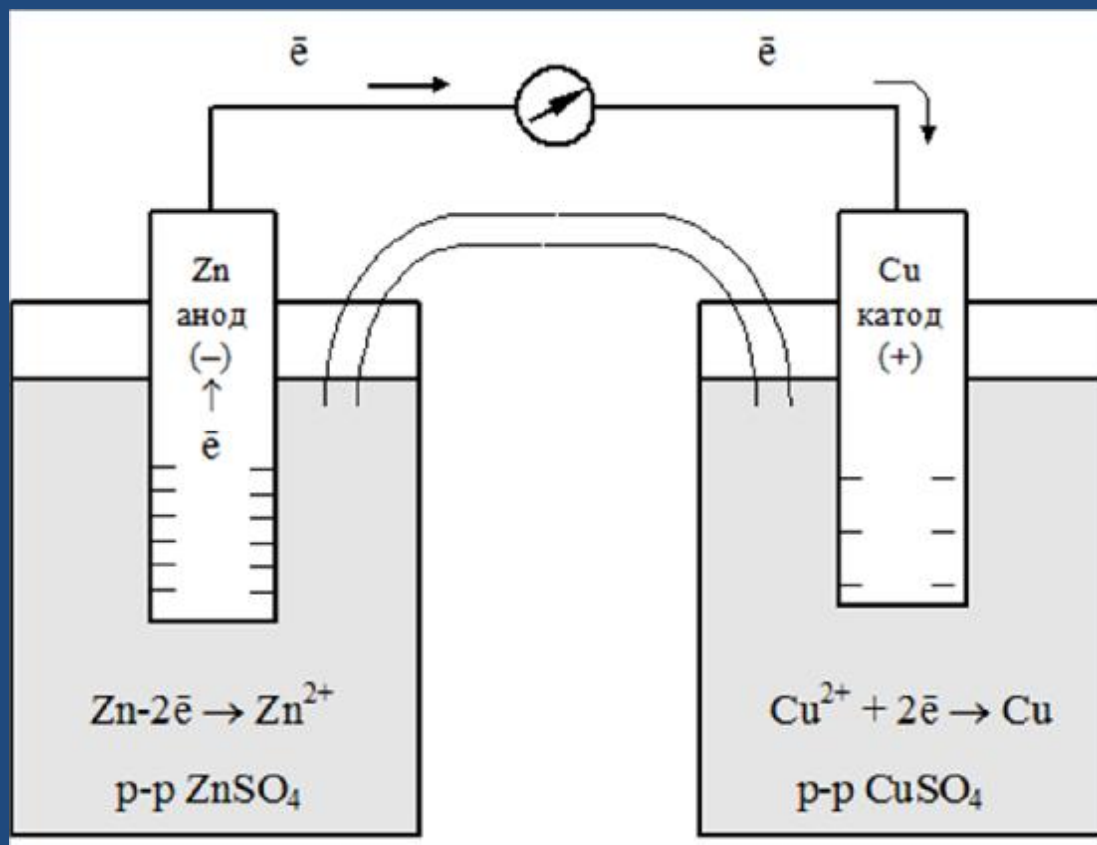 ē
ē
Zn
анод
(–)
↑
ē
Cu
катод
(+)
Zn-2ē → Zn²⁺
р-р ZnSO₄
Cu²⁺ + 2ē → Cu
р-р CuSO₄